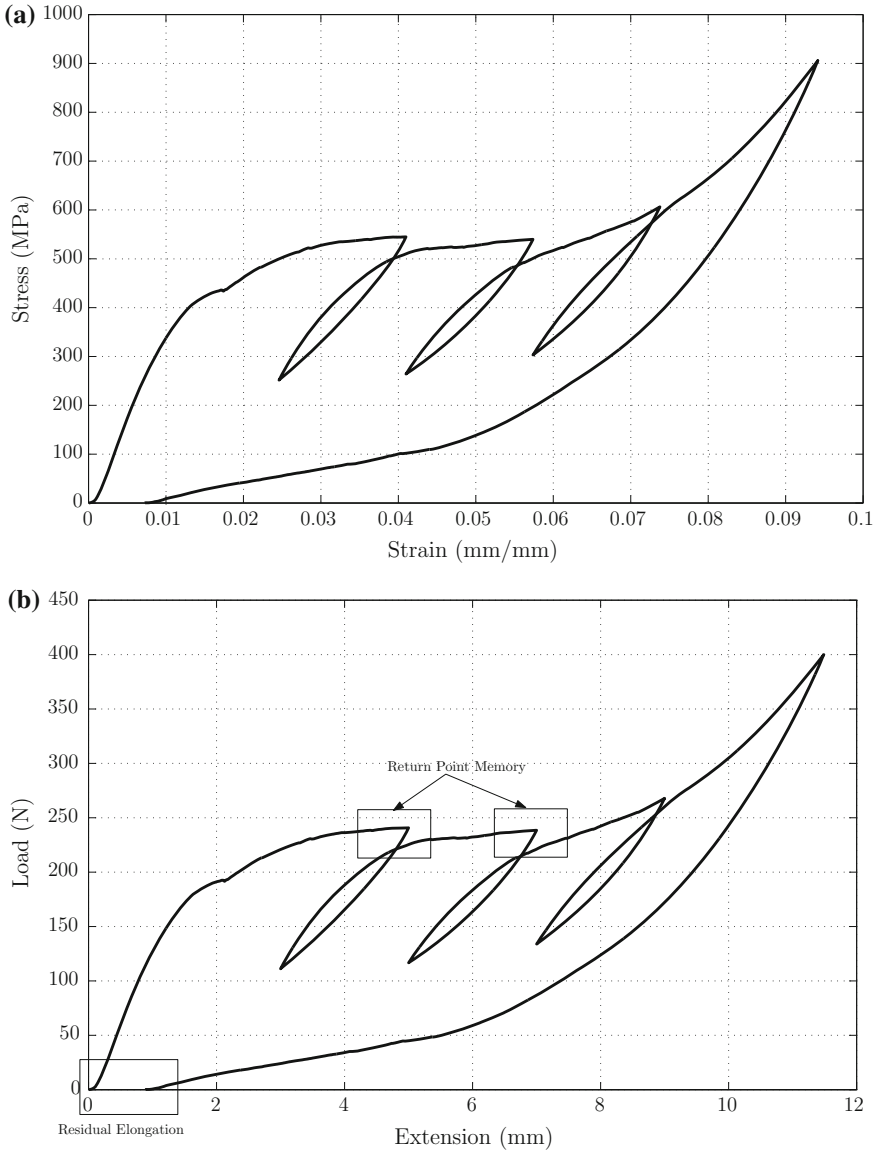 (a)
1000
900
800
700
600
500
400
300
200
100
0
Stress (MPa)
0 0.01 0.02 0.03 0.04 0.05 0.06 0.07 0.08 0.09 0.1
Strain (mm/mm)
(b)
450
400
350
300
250
200
150
100
50
0
Load (N)
Return Point Memory
0 2 4 6 8 10 12
Residual Elongation
Extension (mm)